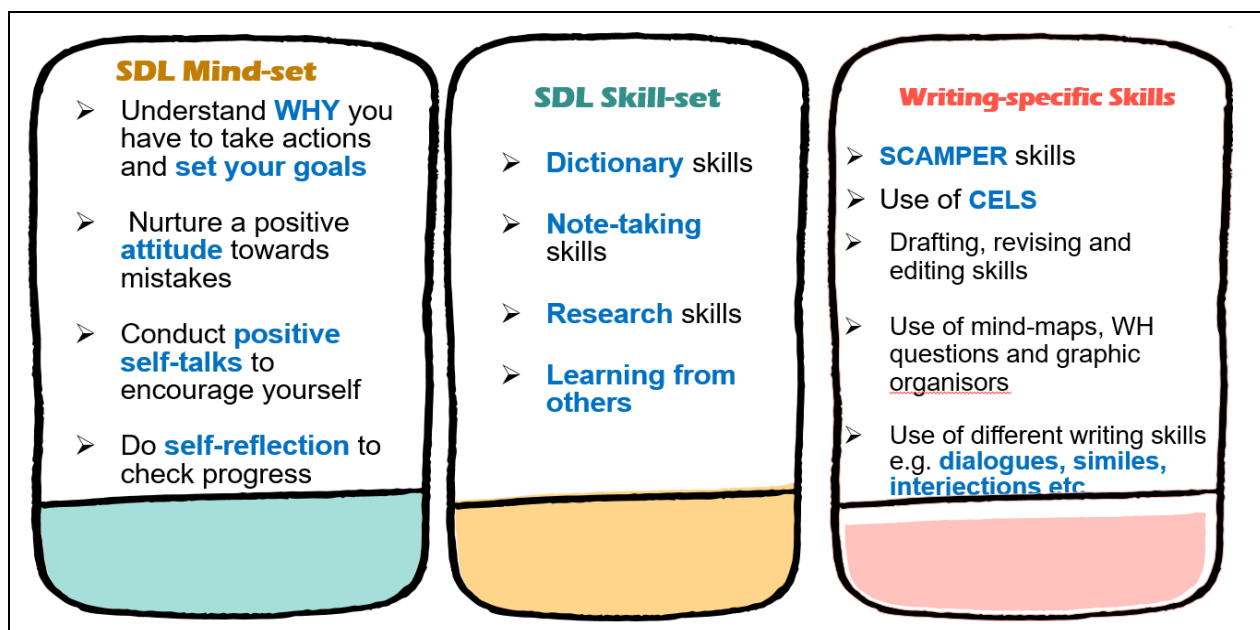 SDL Mind-set
➢ Understand WHY you
have to take actions
and set your goals
➢ Nurture a positive
attitude towards
mistakes
➢ Conduct positive
self-talks to
encourage yourself
➢ Do self-reflection to
check progress
SDL Skill-set
➢ Dictionary skills
➢ Note-taking
skills
➢ Research skills
➢ Learning from
others
Writing-specific Skills
➢ SCAMPER skills
➢ Use of CELS
➢ Drafting, revising and
editing skills
➢ Use of mind-maps, WH
questions and graphic
organisors
➢ Use of different writing skills
e.g. dialogues, similes,
interjections etc